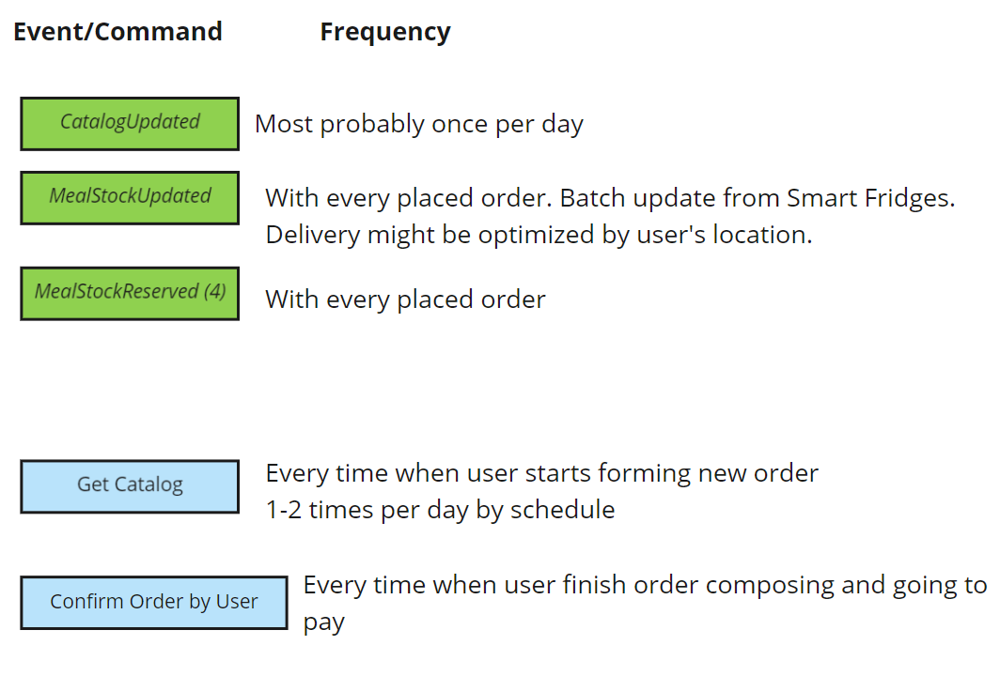 Event/Command Frequency
CatalogUpdated Most probably once per day
MealStockUpdated With every placed order. Batch update from Smart Fridges.
Delivery might be optimized by user's location.
MealStockReserved (4) With every placed order
Get Catalog Every time when user starts forming new order
1-2 times per day by schedule
Confirm Order by User Every time when user finish order composing and going to
pay